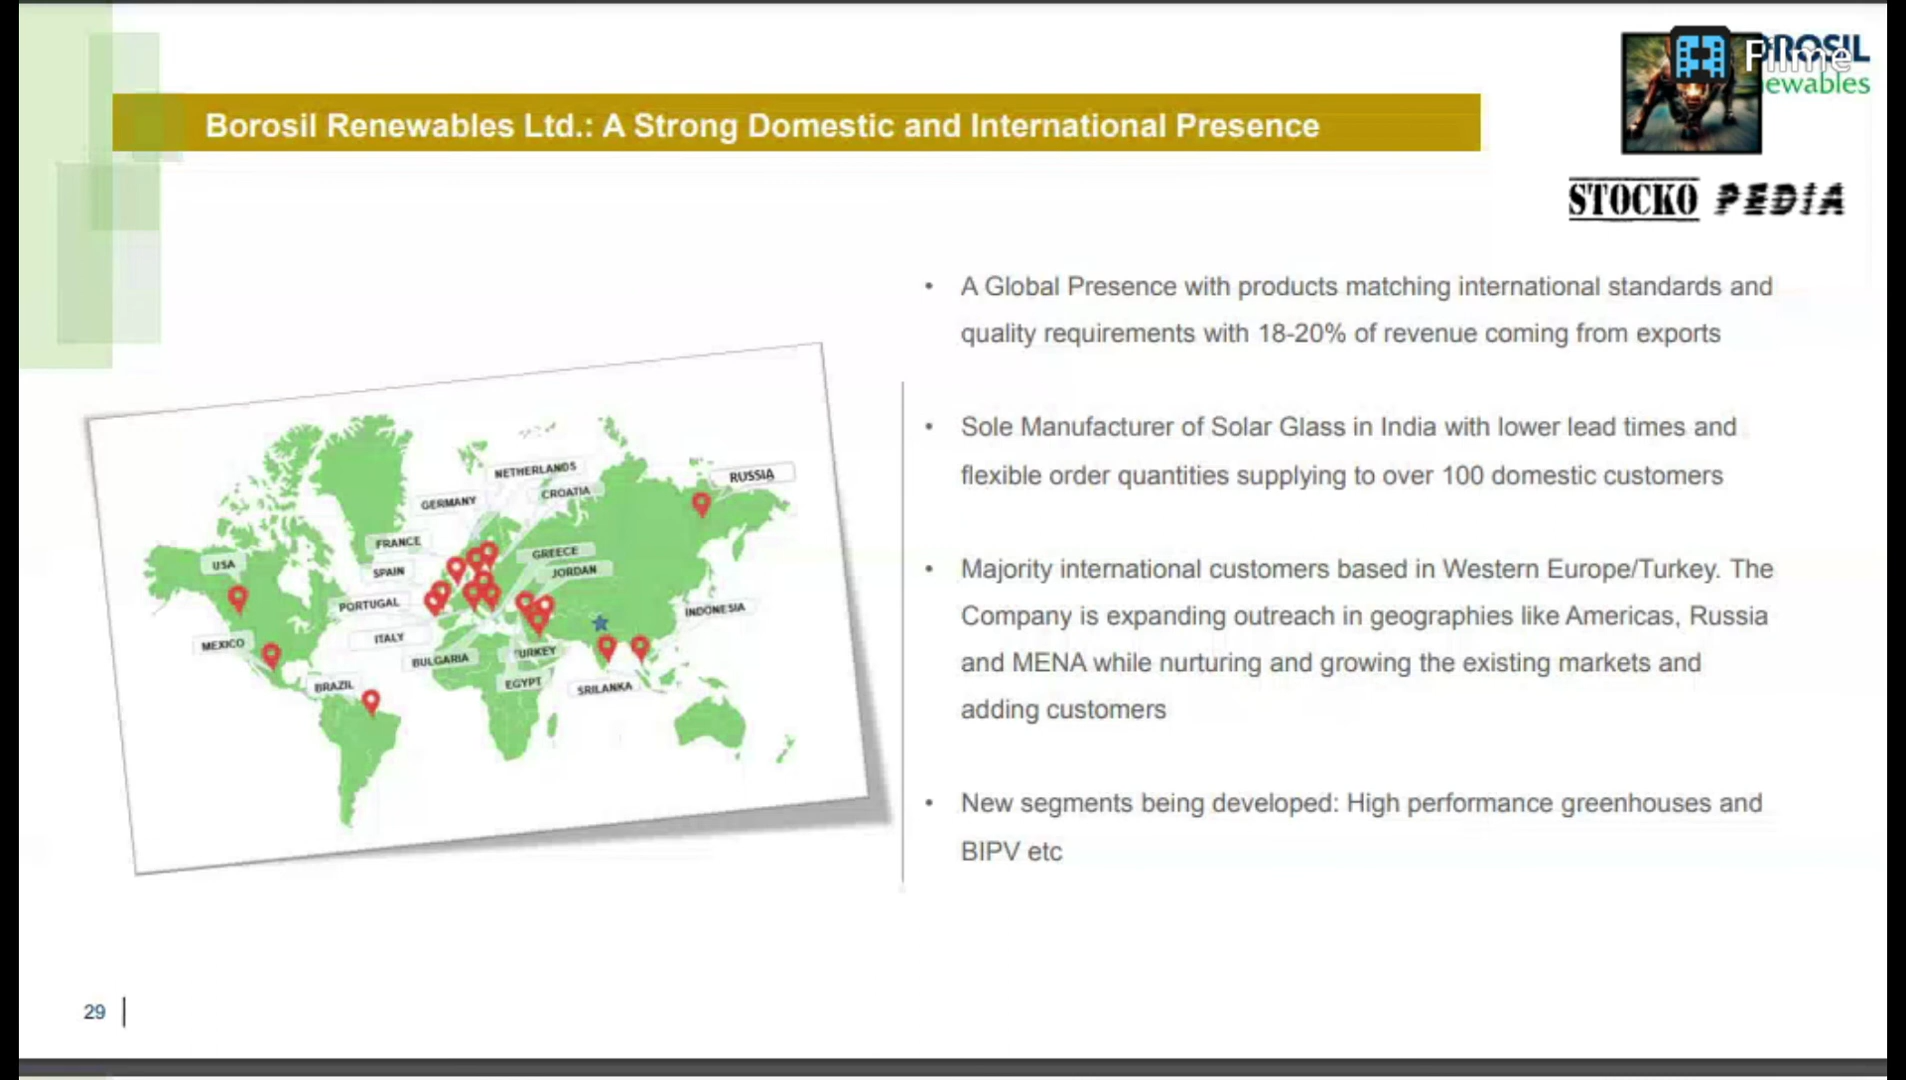 BOROSIL
Filme
ewables
Borosil Renewables Ltd.: A Strong Domestic and International Presence
STOCKO PEDIA
• A Global Presence with products matching international standards and
quality requirements with 18-20% of revenue coming from exports
• Sole Manufacturer of Solar Glass in India with lower lead times and
flexible order quantities supplying to over 100 domestic customers
• Majority international customers based in Western Europe/Turkey. The
Company is expanding outreach in geographies like Americas, Russia
and MENA while nurturing and growing the existing markets and
adding customers
• New segments being developed: High performance greenhouses and
BIPV etc
NETHERLANDS
RUSSIA
CROATIA
GERMANY
FRANCE
GREECE
USA
SPAIN
JORDAN
PORTUGAL
INDONESIA
ITALY
MEXICO
TURKEY
BULGARIA
BRAZIL
EGYPT
SRILANKA
29